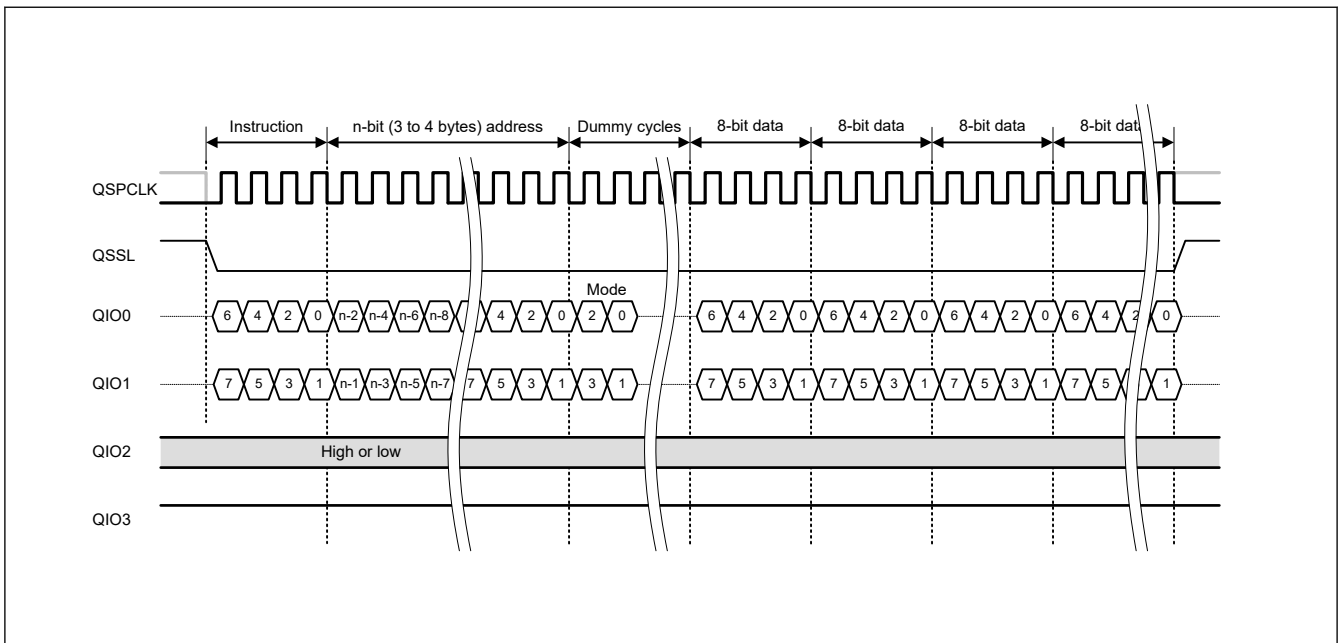 Instruction n-bit (3 to 4 bytes) address Dummy cycles 8-bit data 8-bit data 8-bit data 8-bit data
QSPCLK
QSSL
Mode
QIO0 6 4 2 0 n-2 n-4 n-6 n-8 4 2 0 2 0 6 4 2 0 6 4 2 0 6 4 2 0 6 4 2 0
QIO1 7 5 3 1 n-1 n-3 n-5 n-7 7 5 3 1 3 1 7 5 3 1 7 5 3 1 7 5 3 1 7 5 1
QIO2 High or low
QIO3